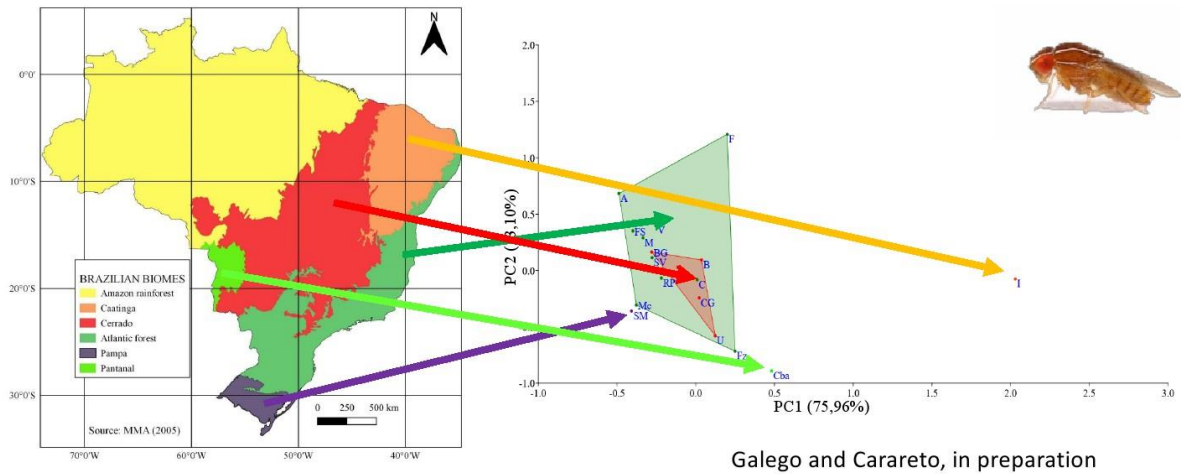 N
0°0'
10°0'S
20°0'S
30°0'S
BRAZILIAN BIOMES
Amazon rainforest
Caatinga
Cerrado
Atlantic forest
Pampa
Pantanal
0 250 500 km
Source: MMA (2005)
70°0'W 60°0'W 50°0'W 40°0'W
2.0
1.5
1.0
0.5
0.0
-1.0
PC2 ( 3,10%)
F
A
FS
V
M
BG
SV
B
RP
C
CG
Mc
SM
U
Fz
Cba
I
-1.0 -0.5 0.0 0.5 1.0 1.5 2.0 2.5 3.0
PC1 (75,96%)
Galego and Carareto, in preparation